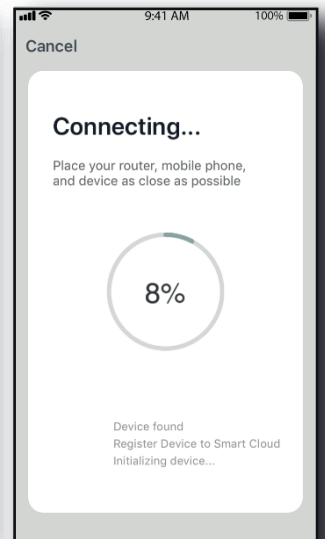 9:41 AM
100%
Cancel
Connecting...
Place your router, mobile phone,
and device as close as possible
8%
Device found
Register Device to Smart Cloud
Initializing device...